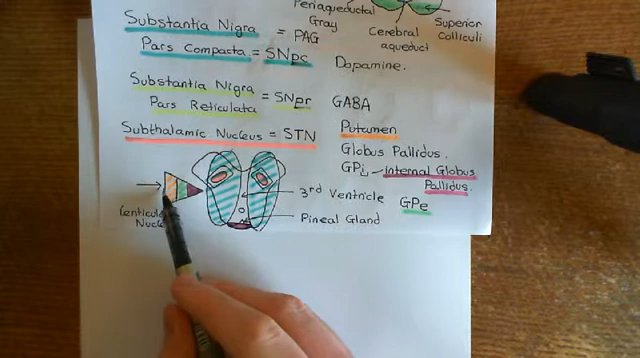 Periaqueductal
Gray
Cerebral
aqueduct
Superior
Colliculi
Substantia Nigra
Pars Compacta = SNpc
= PAG
Dopamine.
Substantia Nigra
Pars Reticulata = SNpr
GABA
Subthalamic Nucleus = STN
Putamen
Globus Pallidus.
GPi - Internal Globus
Pallidus.
GPe
3rd Ventricle
Pineal Gland